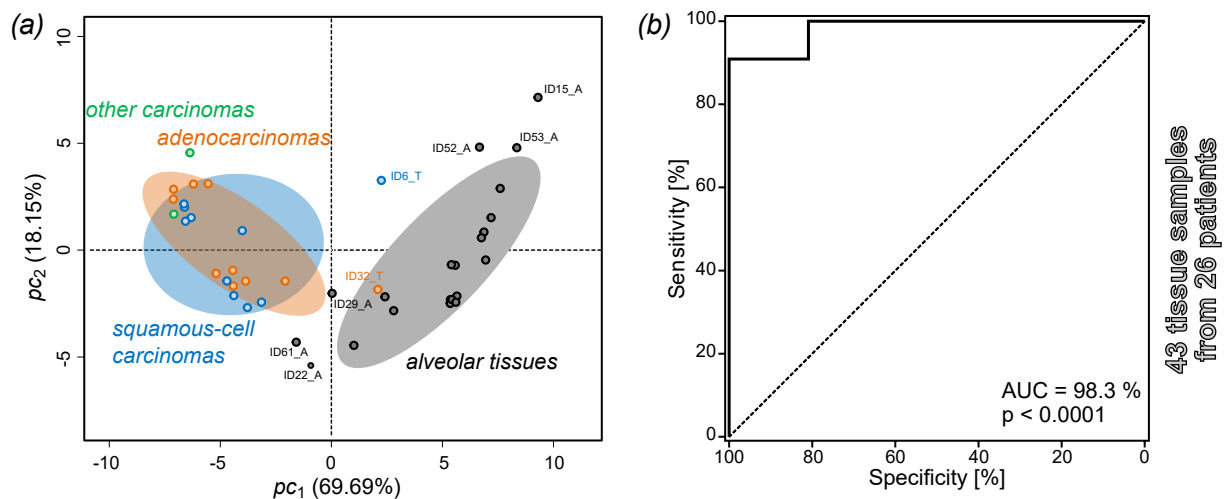 (a)
10
5
0
-5
-10
-5
0
5
10
pc2 (18.15%)
pc1 (69.69%)
other carcinomas
adenocarcinomas
squamous-cell
carcinomas
alveolar tissues
ID15_A
ID52_A
ID53_A
ID6_T
ID32_T
ID29_A
ID61_A
ID22_A
(b)
100
80
60
40
20
0
100
80
60
40
20
0
Sensitivity [%]
Specificity [%]
AUC = 98.3 %
p < 0.0001
43 tissue samples
from 26 patients